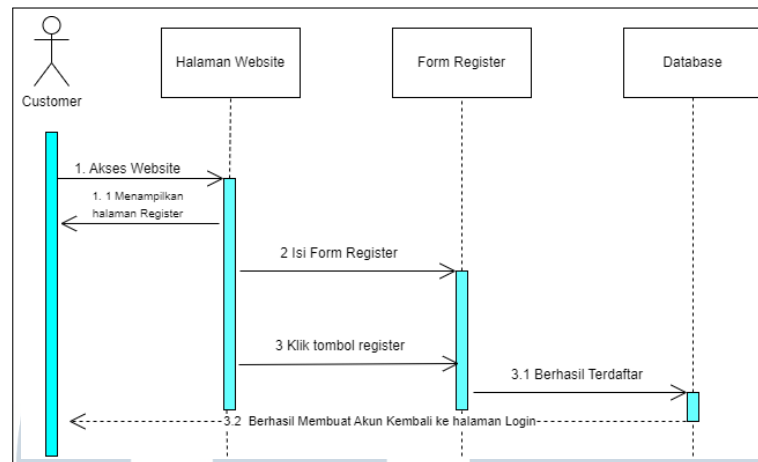 Halaman Website
Form Register
Database
Customer
1. Akses Website
1. 1 Menampilkan
halaman Register
2 Isi Form Register
3 Klik tombol register
3.1 Berhasil Terdaftar
3.2 Berhasil Membuat Akun Kembali ke halaman Login